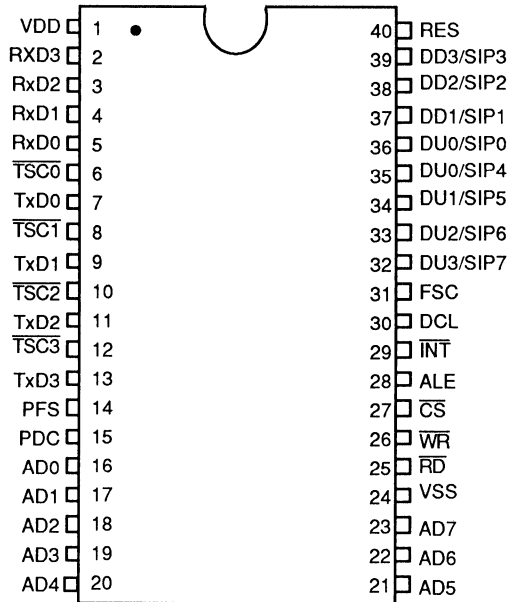 VDD 1 40 RES
RXD3 2 39 DD3/SIP3
RxD2 3 38 DD2/SIP2
RxD1 4 37 DD1/SIP1
RxD0 5 36 DU0/SIP0
TSC0 6 35 DU0/SIP4
TxD0 7 34 DU1/SIP5
TSC1 8 33 DU2/SIP6
TxD1 9 32 DU3/SIP7
TSC2 10 31 FSC
TxD2 11 30 DCL
TSC3 12 29 INT
TxD3 13 28 ALE
PFS 14 27 CS
PDC 15 26 WR
AD0 16 25 RD
AD1 17 24 VSS
AD2 18 23 AD7
AD3 19 22 AD6
AD4 20 21 AD5